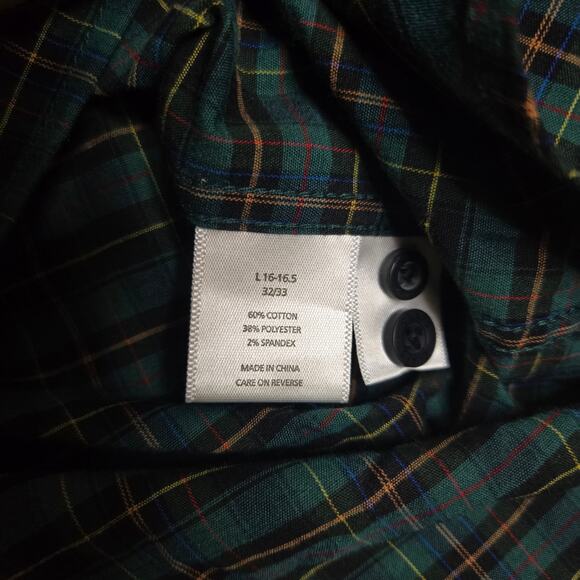 L 16-16.5
32/33
60% COTTON
38% POLYESTER
2% SPANDEX
MADE IN CHINA
CARE ON REVERSE